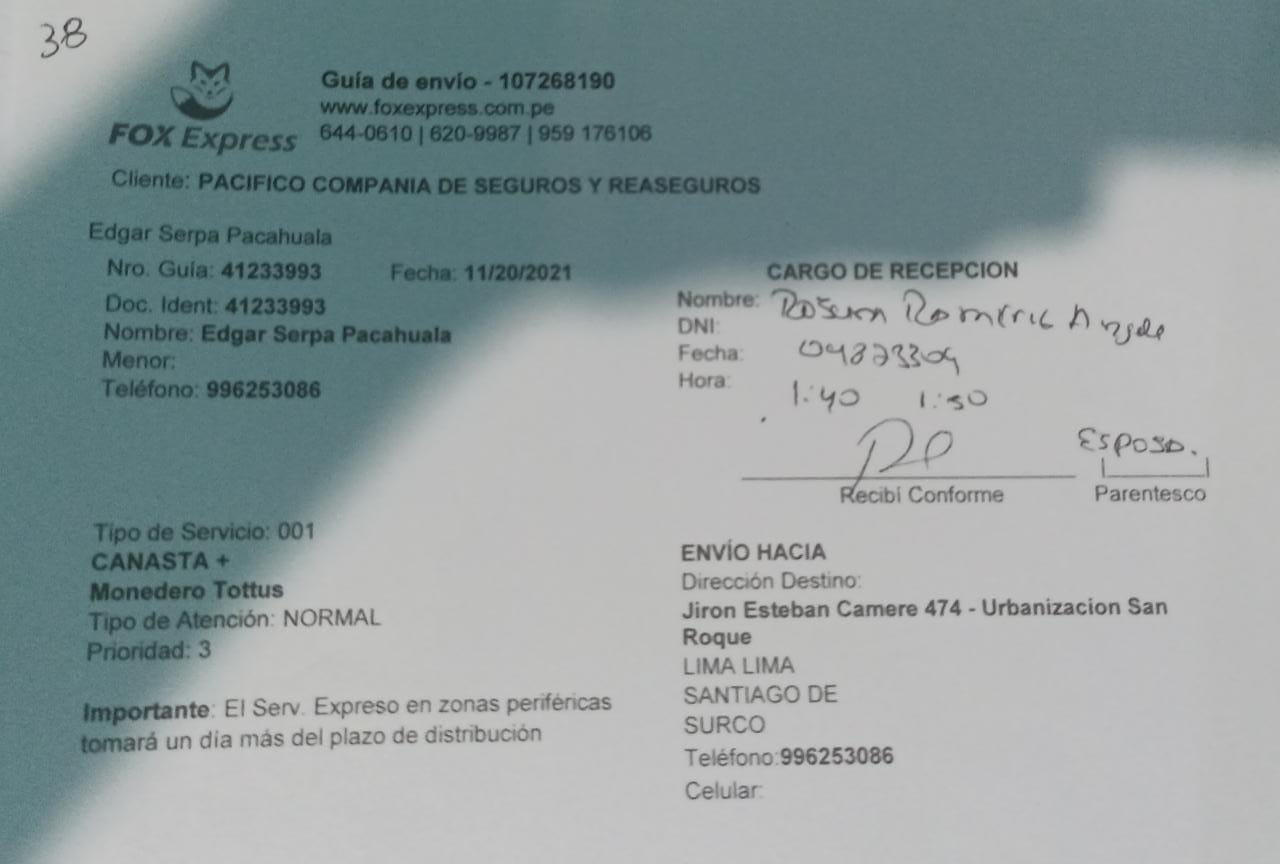 38
FOX Express
Guía de envío - 107268190
www.foxexpress.com.pe
644-0610 | 620-9987 | 959 176106
Cliente: PACIFICO COMPANIA DE SEGUROS Y REASEGUROS
Edgar Serpa Pacahuala
Nro. Guía: 41233993 Fecha: 11/20/2021
Doc. Ident: 41233993
Nombre: Edgar Serpa Pacahuala
Menor:
Teléfono: 996253086
CARGO DE RECEPCION
Nombre:
DNI:
Fecha:
Hora: 1:40 1:50
Esposa.
Recibí Conforme Parentesco
Tipo de Servicio: 001
CANASTA +
Monedero Tottus
Tipo de Atención: NORMAL
Prioridad: 3
Importante: El Serv. Expreso en zonas periféricas
tomará un día más del plazo de distribución
ENVÍO HACIA
Dirección Destino:
Jiron Esteban Camere 474 - Urbanizacion San
Roque
LIMA LIMA
SANTIAGO DE
SURCO
Teléfono:996253086
Celular: